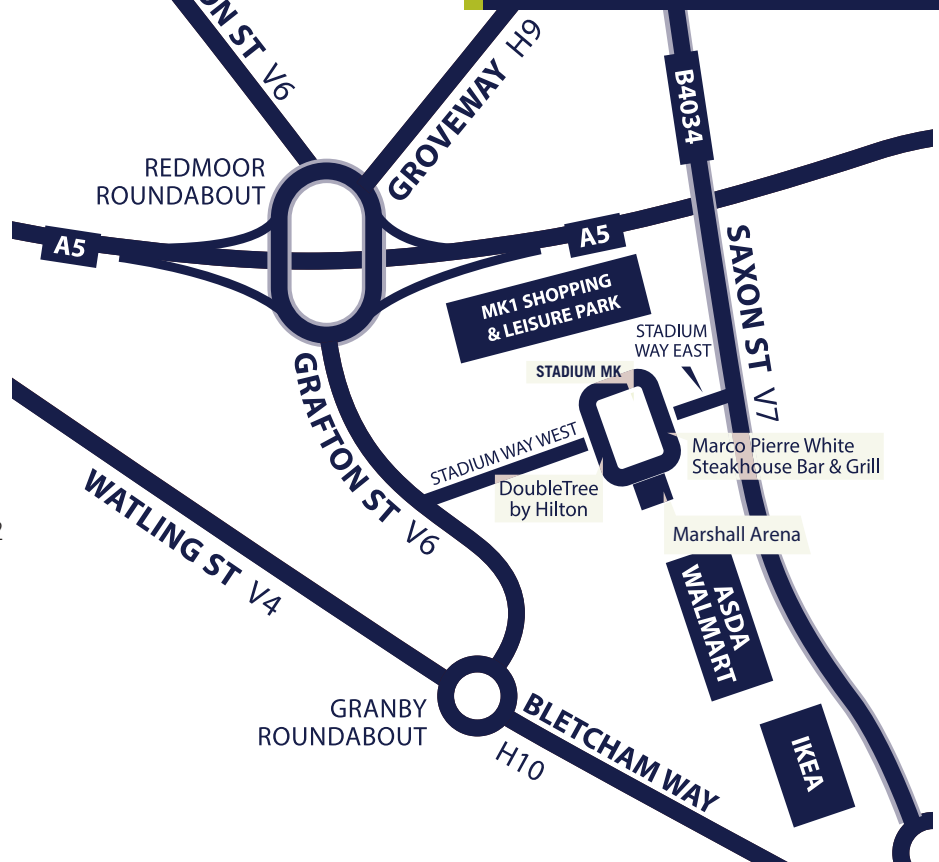 ON ST V6
GROVEWAY H9
B4034
REDMOOR
ROUNDABOUT
A5
A5
SAXON ST V7
MK1 SHOPPING
& LEISURE PARK
STADIUM
WAY EAST
STADIUM MK
GRAFTON ST V6
STADIUM WAY WEST
Marco Pierre White
Steakhouse Bar & Grill
DoubleTree
by Hilton
Marshall Arena
WATLING ST V4
2
ASDA
WALMART
GRANBY
ROUNDABOUT
BLETCHAM WAY
H10
IKEA